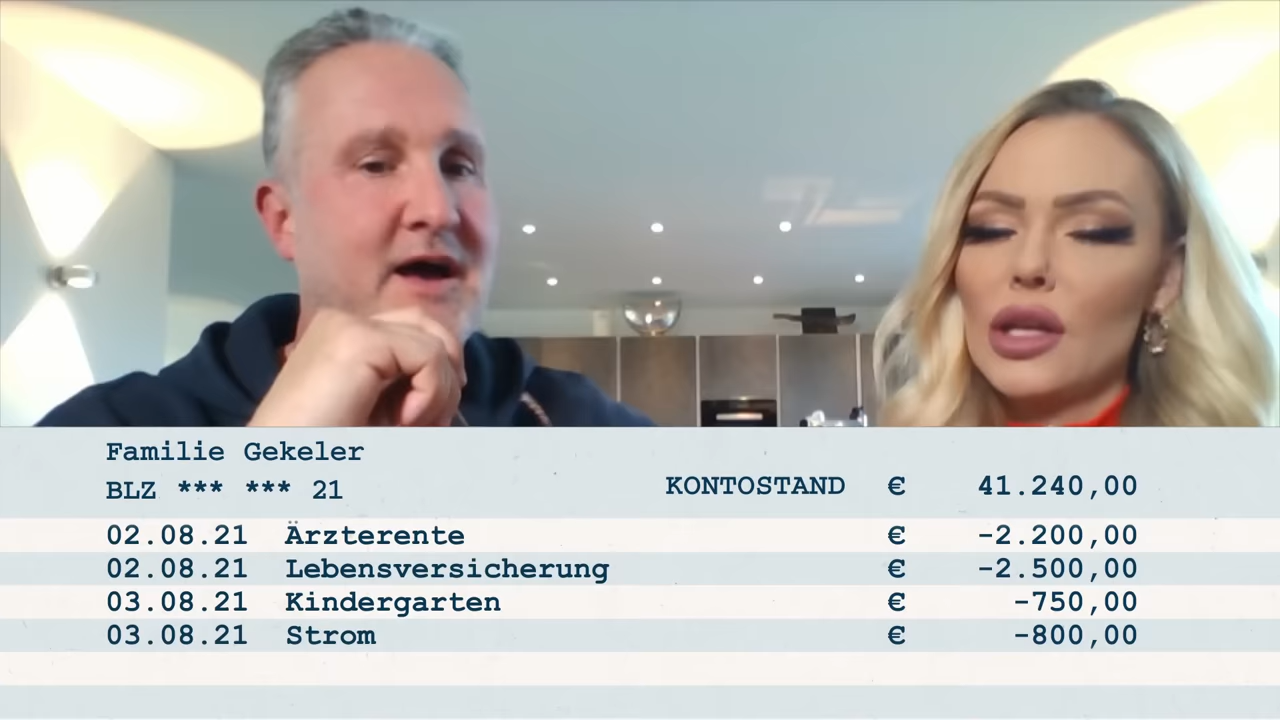 Familie Gekeler
BLZ *** *** 21
KONTOSTAND € 41.240,00
02.08.21 Ärzterente € -2.200,00
02.08.21 Lebensversicherung € -2.500,00
03.08.21 Kindergarten € -750,00
03.08.21 Strom € -800,00